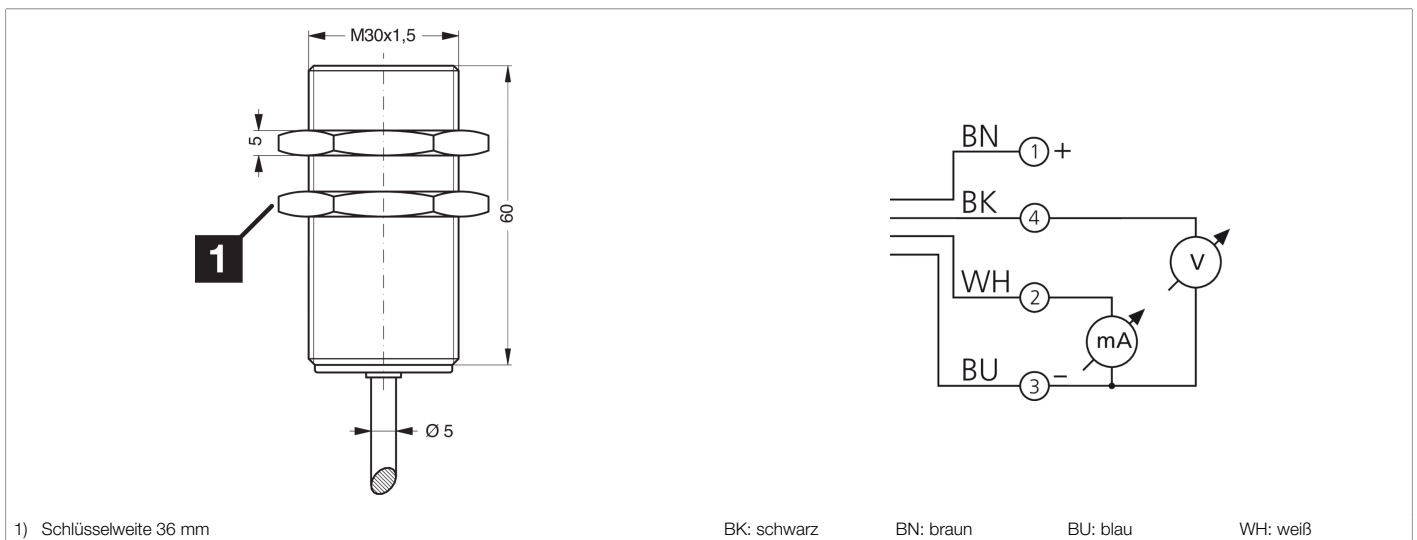 M30x1,5
5
60
1
Ø 5
BN 1 +
BK 4
V
WH 2
mA
BU 3 –
1) Schlüsselweite 36 mm
BK: schwarz BN: braun BU: blau WH: weiß